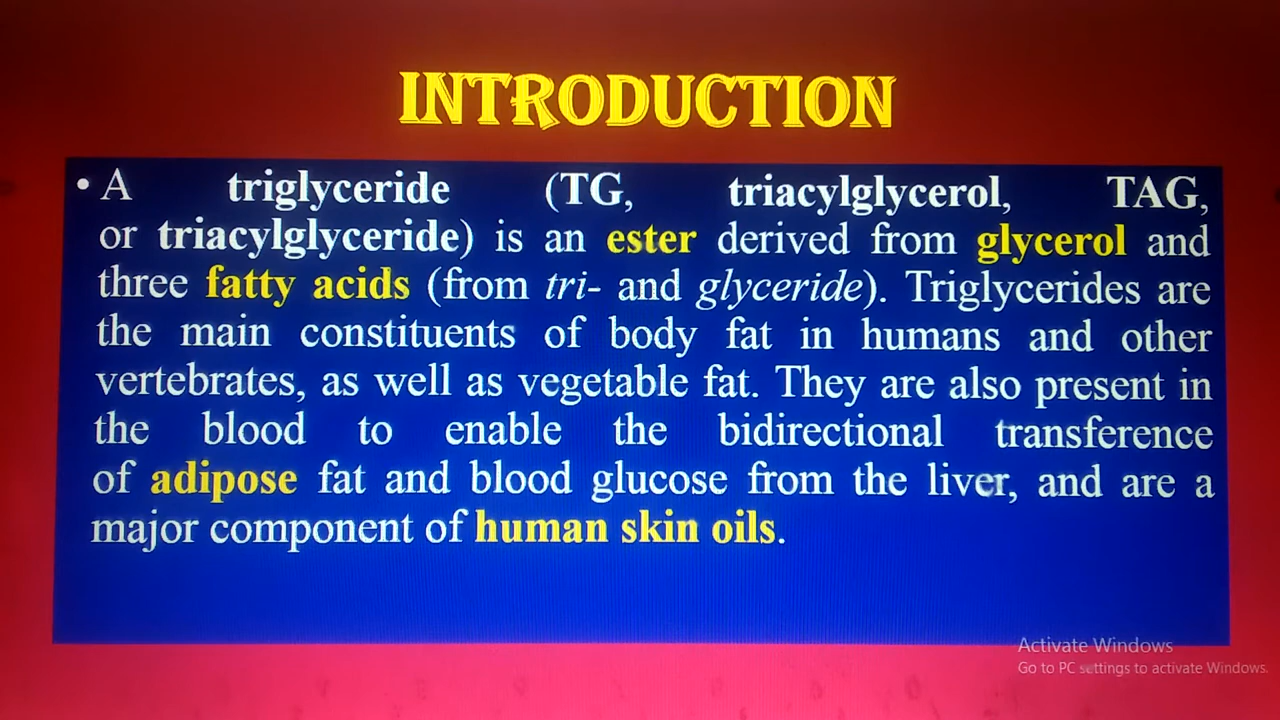 INTRODUCTION
• A triglyceride (TG, triacylglycerol, TAG,
or triacylglyceride) is an ester derived from glycerol and
three fatty acids (from tri- and glyceride). Triglycerides are
the main constituents of body fat in humans and other
vertebrates, as well as vegetable fat. They are also present in
the blood to enable the bidirectional transference
of adipose fat and blood glucose from the liver, and are a
major component of human skin oils.
Activate Windows
Go to PC settings to activate Windows.